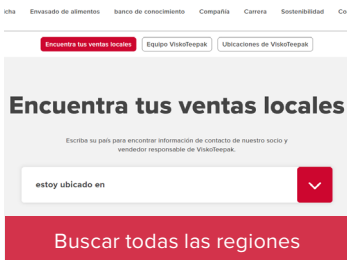 icha Envasado de alimentos banco de conocimiento Compañía Carrera Sostenibilidad Co
Encuentra tus ventas locales Equipo ViskoTeepak Ubicaciones de ViskoTeepak
Encuentra tus ventas locales
Escriba su país para encontrar información de contacto de nuestro socio y
vendedor responsable de ViskoTeepak.
estoy ubicado en
Buscar todas las regiones